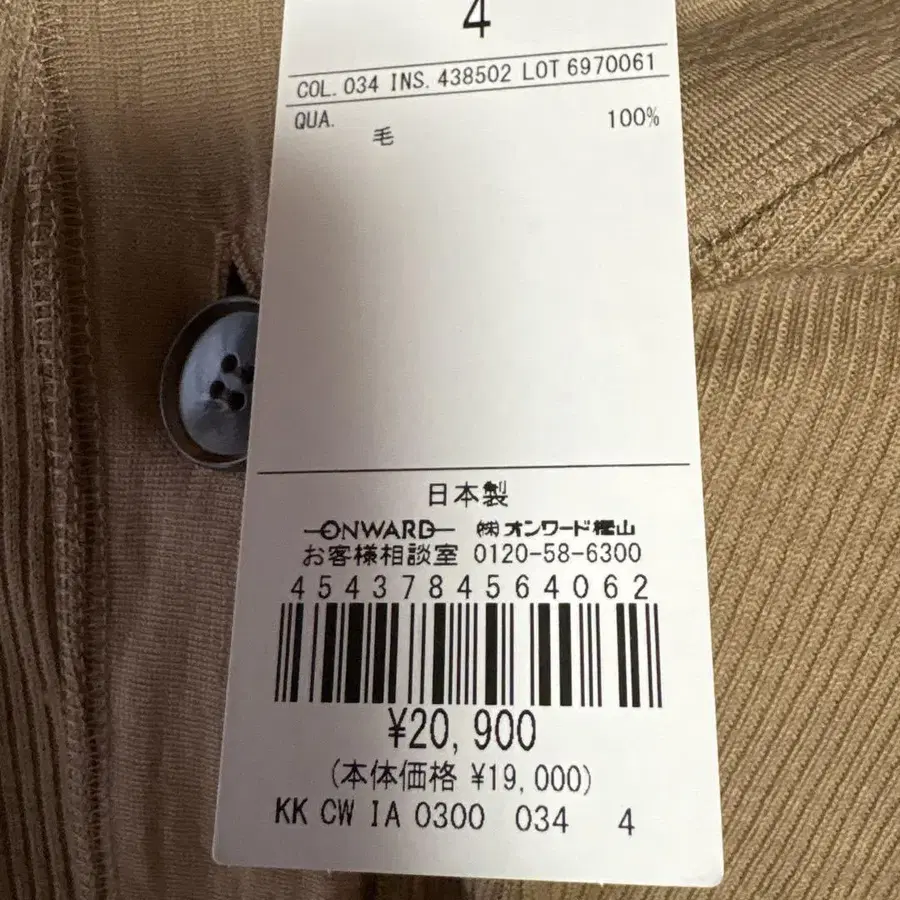 4
COL. 034 INS. 438502 LOT 6970061
QUA. 毛 100%
日本製
ONWARD ㈱オンワード樫山
お客様相談室 0120-58-6300
4543784564062
¥20,900
(本体価格 ¥19,000)
KK CW IA 0300 034 4